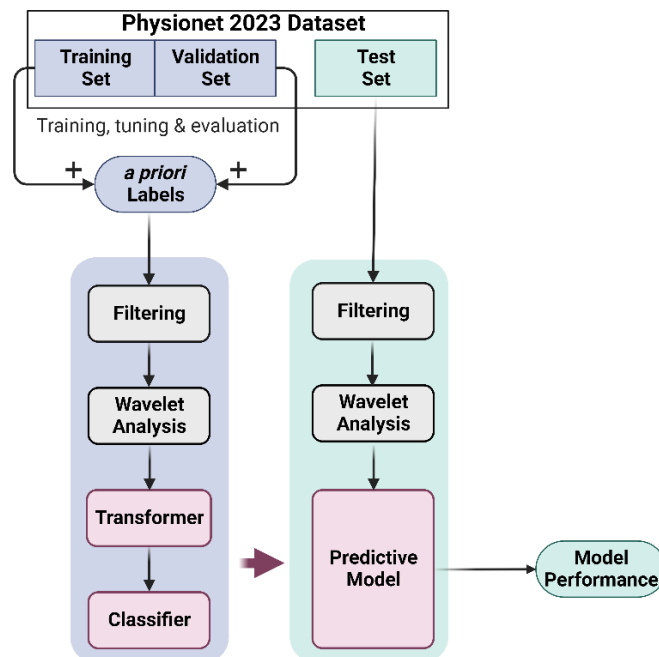 Physionet 2023 Dataset
Training
Set
Validation
Set
Test
Set
Training, tuning & evaluation
+
+
a priori
Labels
Filtering
Wavelet
Analysis
Transformer
Classifier
Filtering
Wavelet
Analysis
Predictive
Model
Model
Performance